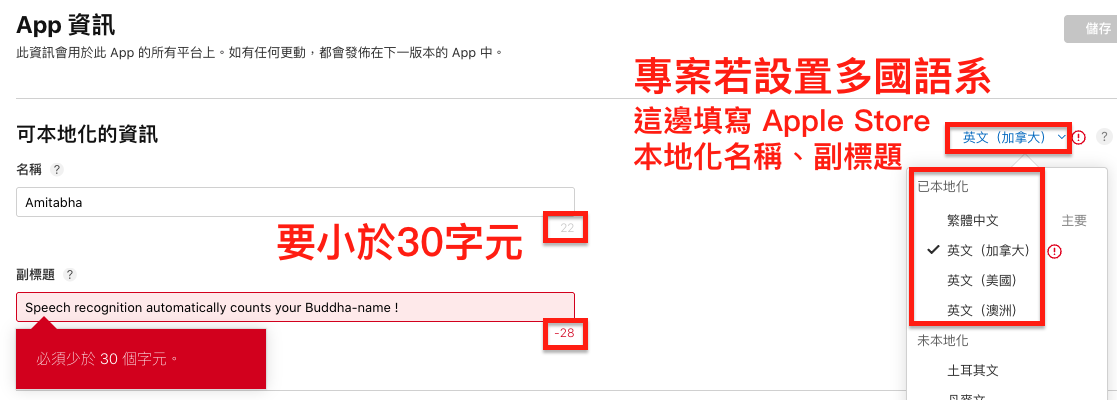 App 資訊
此資訊會用於此 App 的所有平台上。如有任何更動，都會發佈在下一版本的 App 中。
儲存
專案若設置多國語系
這邊填寫 Apple Store
本地化名稱、副標題
可本地化的資訊
英文（加拿大）
?
名稱 ?
Amitabha
22
要小於30字元
副標題 ?
Speech recognition automatically counts your Buddha-name !
-28
必須少於 30 個字元。
已本地化
繁體中文 主要
英文（加拿大）
英文（美國）
英文（澳洲）
未本地化
土耳其文
丹麥文